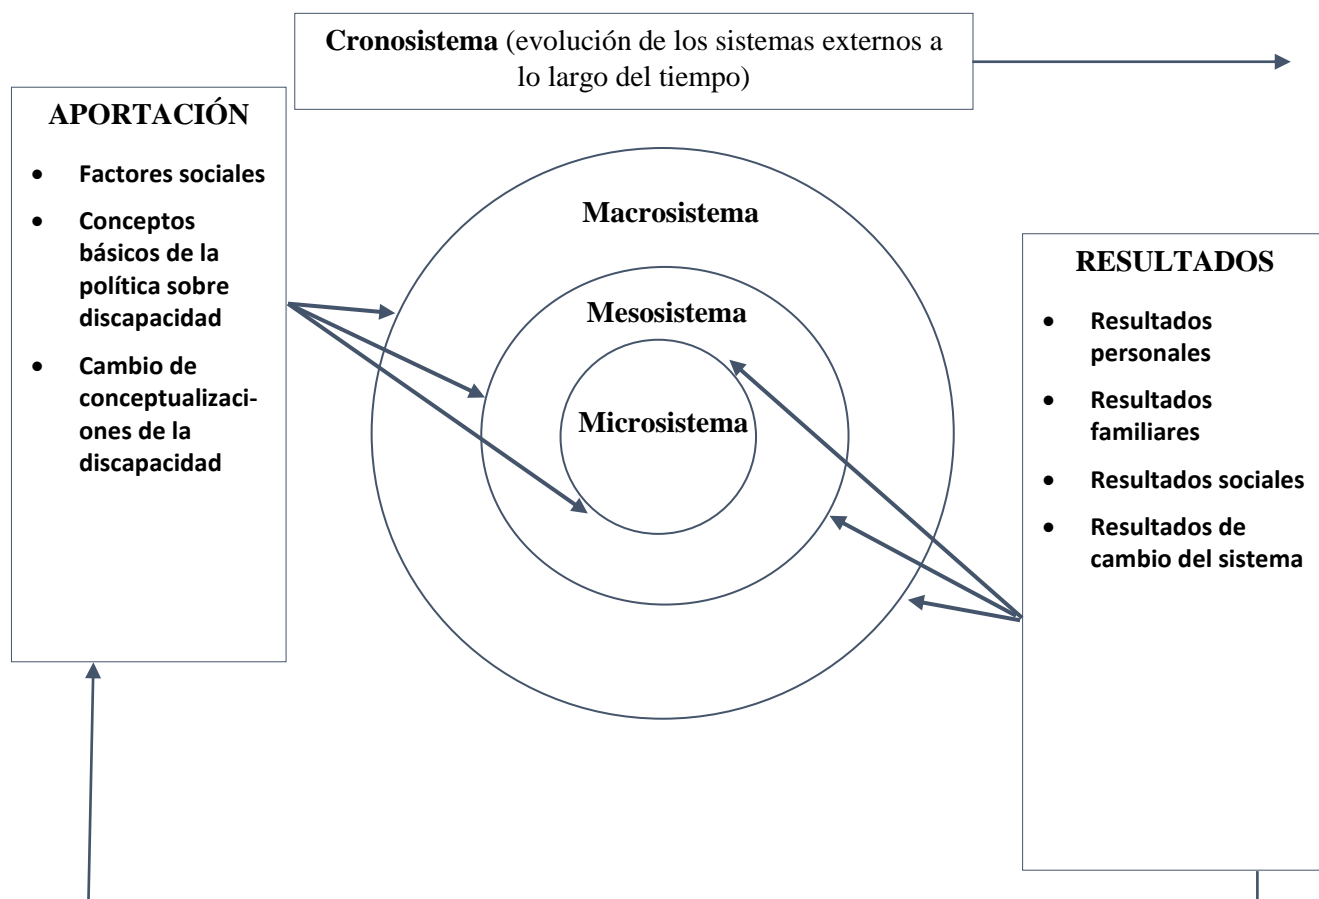 Cronosistema (evolución de los sistemas externos a
lo largo del tiempo)
APORTACIÓN
• Factores sociales
• Conceptos
básicos de la
política sobre
discapacidad
• Cambio de
conceptualizaci-
ones de la
discapacidad
Macrosistema
Mesosistema
Microsistema
RESULTADOS
• Resultados
personales
• Resultados
familiares
• Resultados sociales
• Resultados de
cambio del sistema